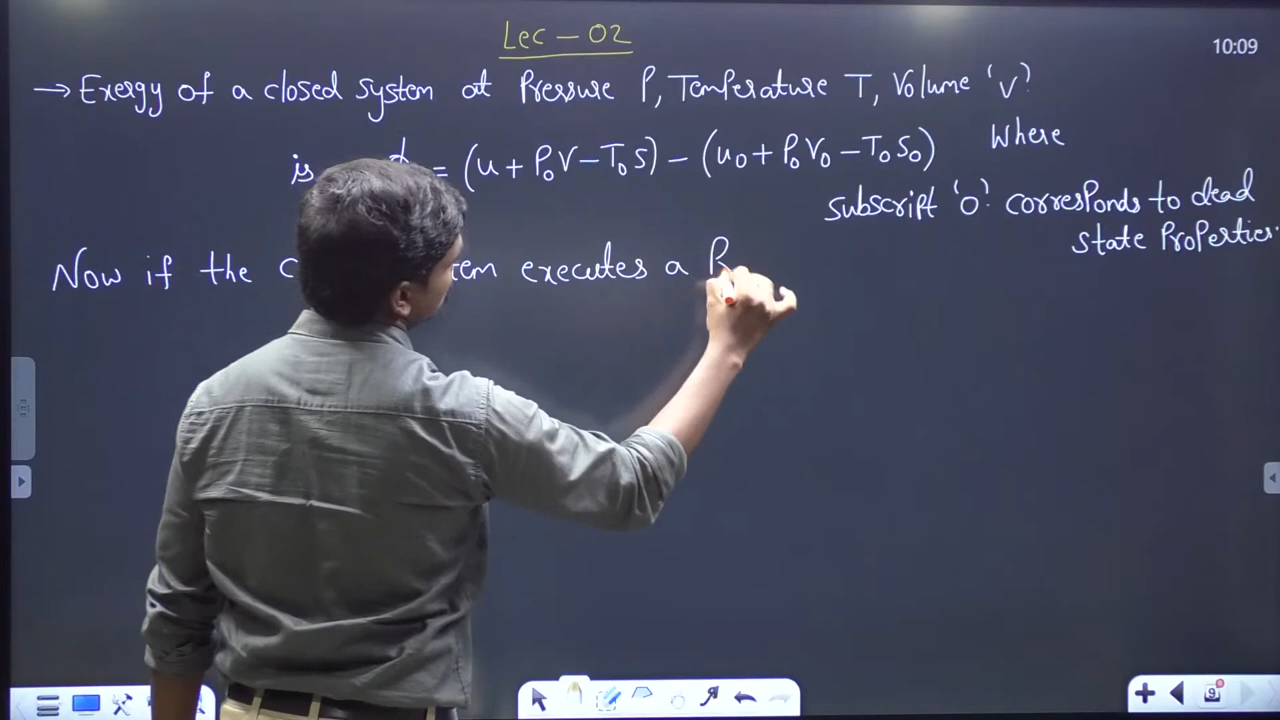 Lec - 02
10:09
→ Exergy of a closed system at Pressure P, Temperature T, Volume 'v'
is = (u + P₀v - T₀s) - (u₀ + P₀v₀ - T₀s₀) Where
subscript 'o' corresponds to dead
state Properties.
Now if the executes a
9